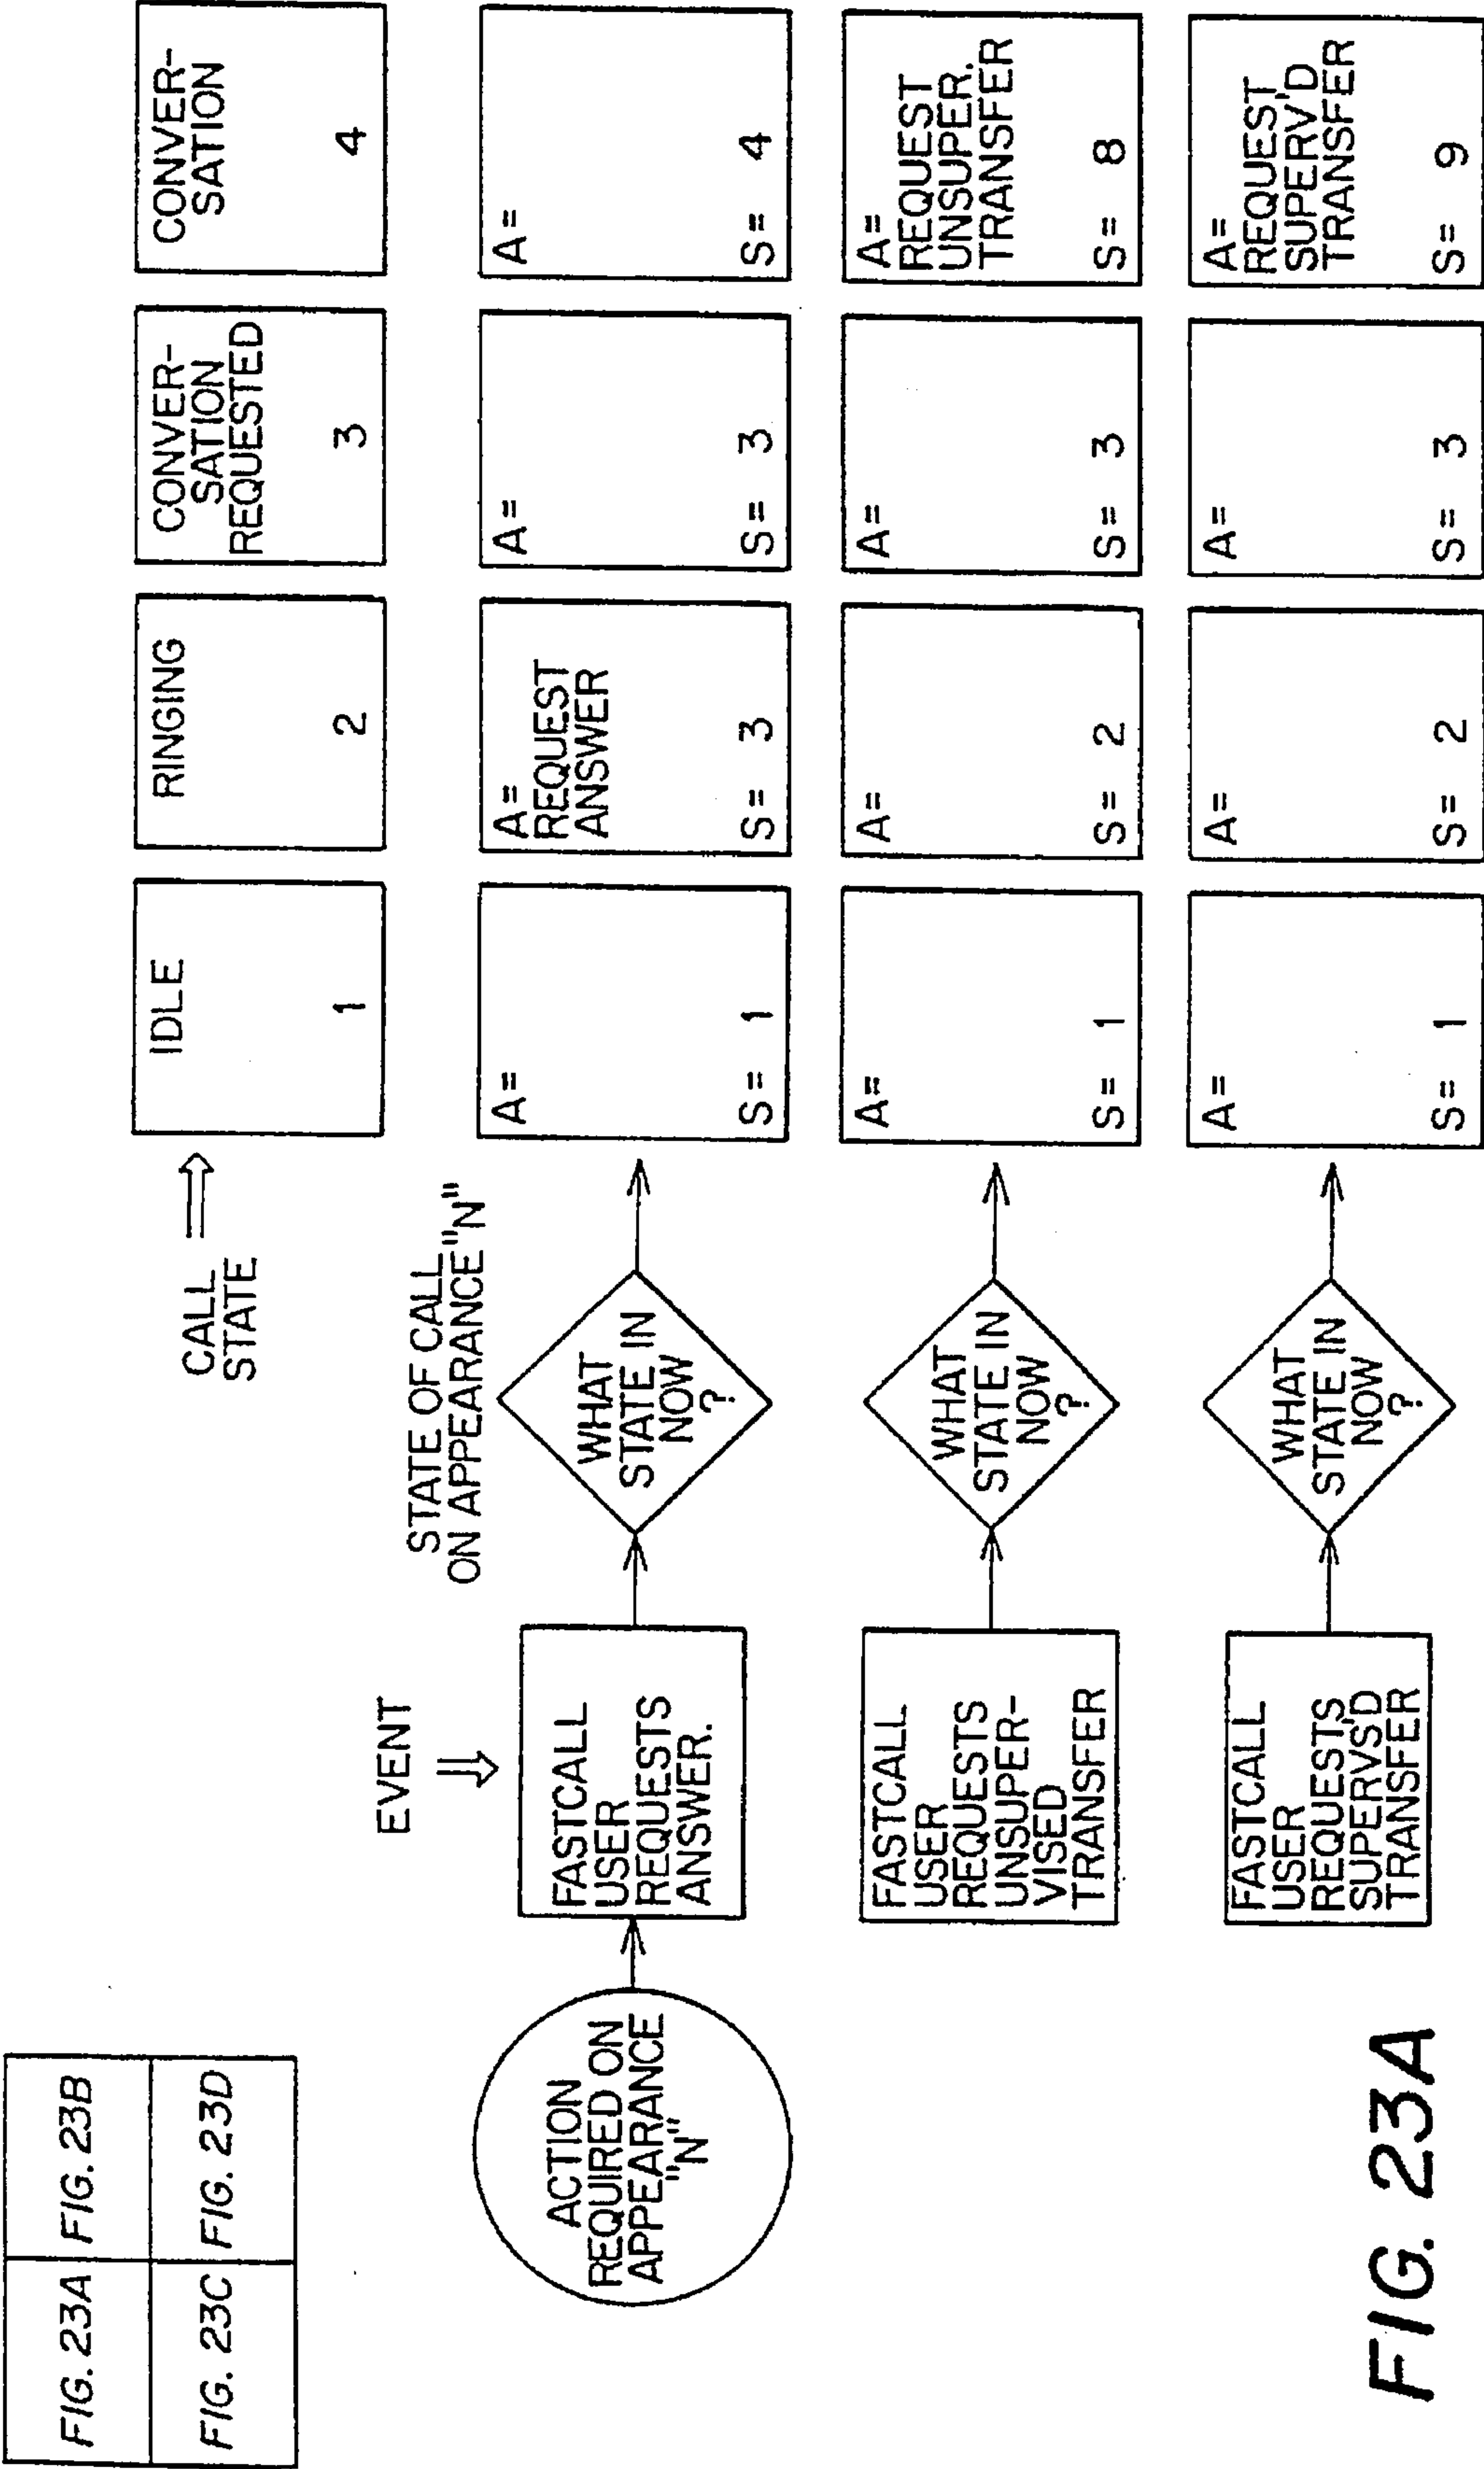 FIG. 23A FIG. 23B
FIG. 23C FIG. 23D
CALL
STATE
IDLE
1
RINGING
2
CONVER-
SATION
REQUESTED
3
CONVER-
SATION
4
EVENT
STATE OF CALL
ON APPEARANCE "N"
ACTION
REQUIRED ON
APPEARANCE
"N"
FASTCALL
USER
REQUESTS
ANSWER.
WHAT
STATE IN
NOW
?
A=
S= 1
A=
REQUEST
ANSWER
S= 3
A=
S= 3
A=
S= 4
FASTCALL
USER
REQUESTS
UNSUPER-
VISED
TRANSFER
WHAT
STATE IN
NOW
?
A=
S= 1
A=
S= 2
A=
S= 3
A=
REQUEST
UNSUPER.
TRANSFER
S= 8
FASTCALL
USER
REQUESTS
SUPERVS'D
TRANSFER
WHAT
STATE IN
NOW
?
A=
S= 1
A=
S= 2
A=
S= 3
A=
REQUEST
SUPERV'D
TRANSFER
S= 9
FIG. 23A